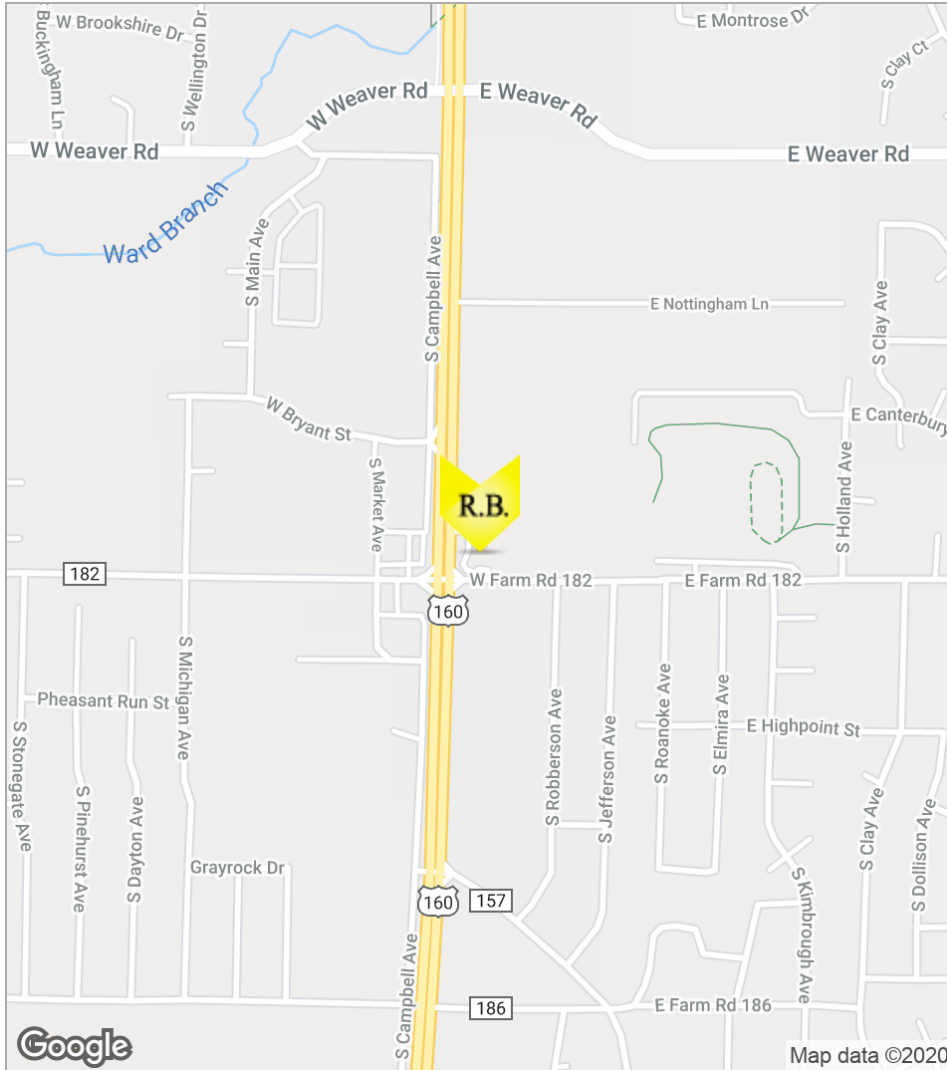 W Brookshire Dr
S Buckingham Ln
S Wellington Dr
E Montrose Dr
S Clay Ct
W Weaver Rd
E Weaver Rd
W Weaver Rd
E Weaver Rd
Ward Branch
S Main Ave
S Campbell Ave
E Nottingham Ln
S Clay Ave
W Bryant St
E Canterbury
S Market Ave
R.B.
S Holland Ave
182
W Farm Rd 182
E Farm Rd 182
160
S Michigan Ave
Pheasant Run St
S Stonegate Ave
S Pinehurst Ave
S Dayton Ave
S Robberson Ave
S Jefferson Ave
S Roanoke Ave
S Elmira Ave
E Highpoint St
Grayrock Dr
S Clay Ave
S Dollison Ave
S Kimbrough Ave
160
157
S Campbell Ave
186
E Farm Rd 186
Google
Map data ©2020